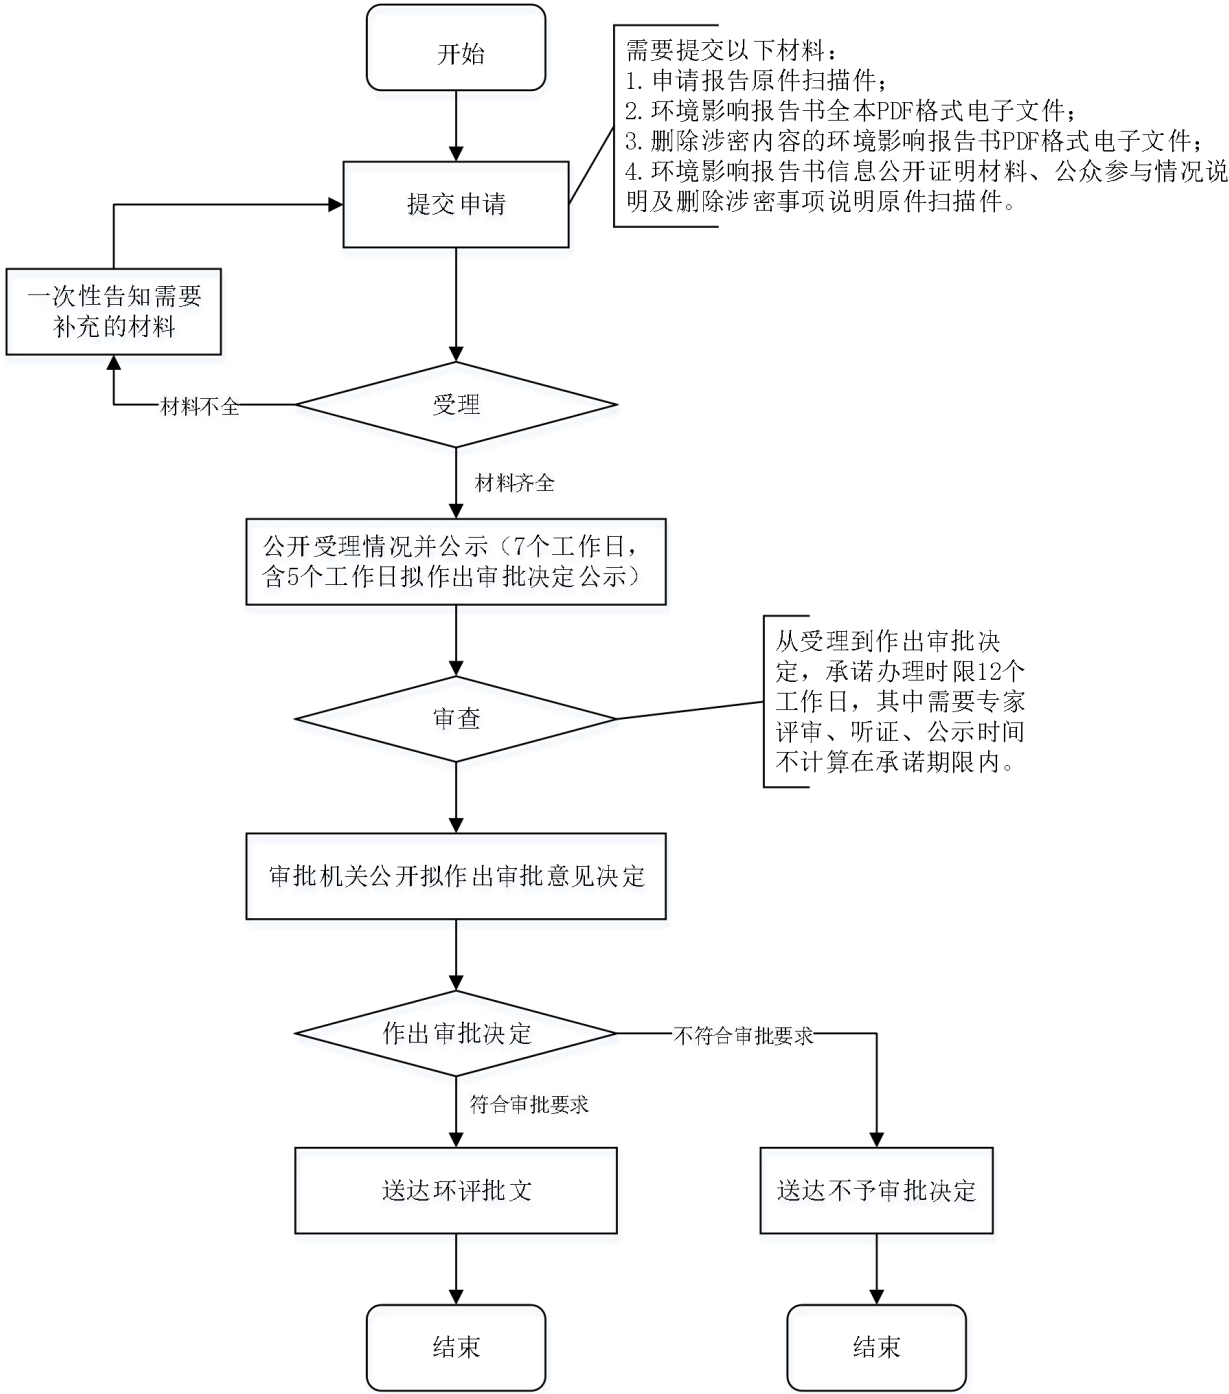 开始
需要提交以下材料：
1.申请报告原件扫描件；
2.环境影响报告书全本PDF格式电子文件；
3.删除涉密内容的环境影响报告书PDF格式电子文件；
4.环境影响报告书信息公开证明材料、公众参与情况说
明及删除涉密事项说明原件扫描件。
提交申请
一次性告知需要
补充的材料
材料不全
受理
材料齐全
公开受理情况并公示（7个工作日，
含5个工作日拟作出审批决定公示）
从受理到作出审批决
定，承诺办理时限12个
工作日，其中需要专家
评审、听证、公示时间
不计算在承诺期限内。
审查
审批机关公开拟作出审批意见决定
作出审批决定
不符合审批要求
符合审批要求
送达环评批文
送达不予审批决定
结束
结束